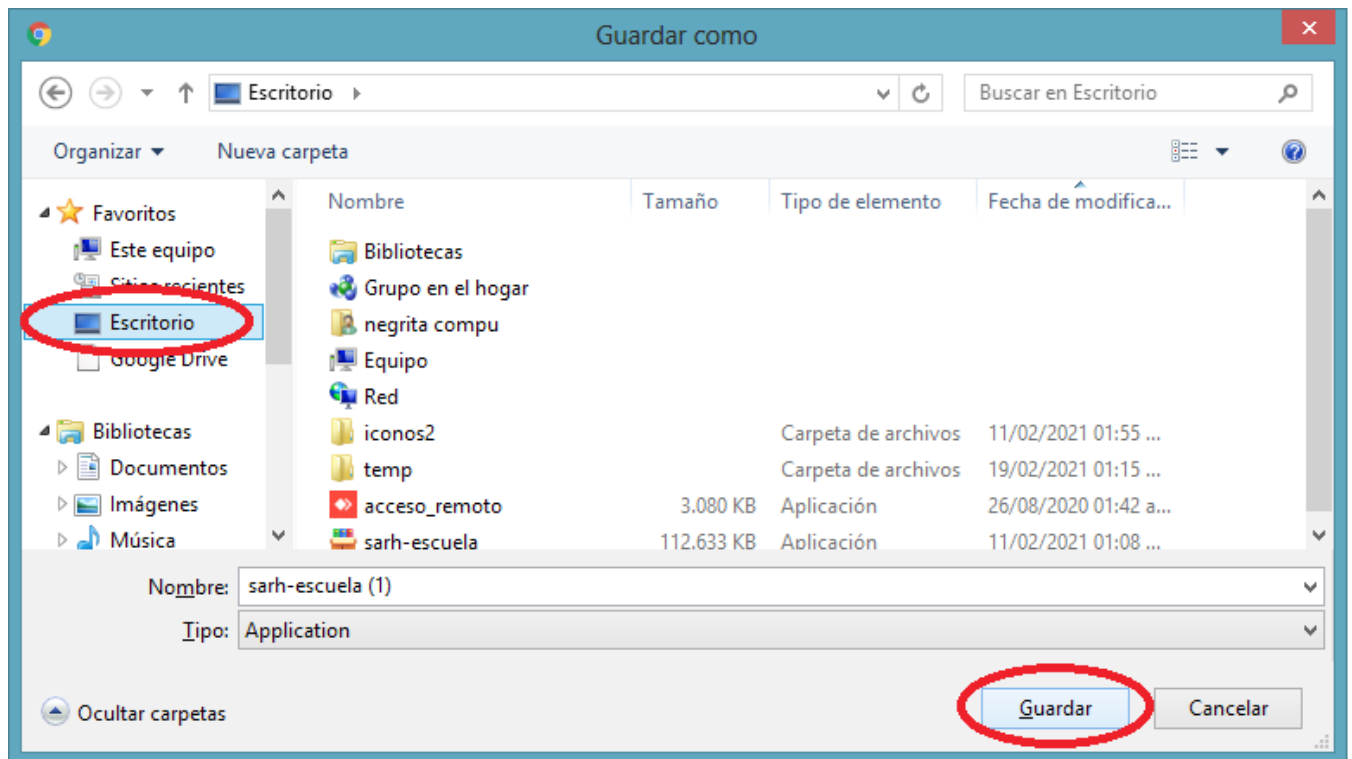 Guardar como
Escritorio
Buscar en Escritorio
Organizar
Nueva carpeta
Nombre Tamaño Tipo de elemento Fecha de modifica...
Favoritos
Este equipo
Sitios recientes
Escritorio
Google Drive
Bibliotecas
Documentos
Imágenes
Música
Bibliotecas
Grupo en el hogar
negrita compu
Equipo
Red
iconos2 Carpeta de archivos 11/02/2021 01:55 ...
temp Carpeta de archivos 19/02/2021 01:15 ...
acceso_remoto 3.080 KB Aplicación 26/08/2020 01:42 a...
sarh-escuela 112.633 KB Aplicación 11/02/2021 01:08 ...
Nombre: sarh-escuela (1)
Tipo: Application
Ocultar carpetas
Guardar
Cancelar